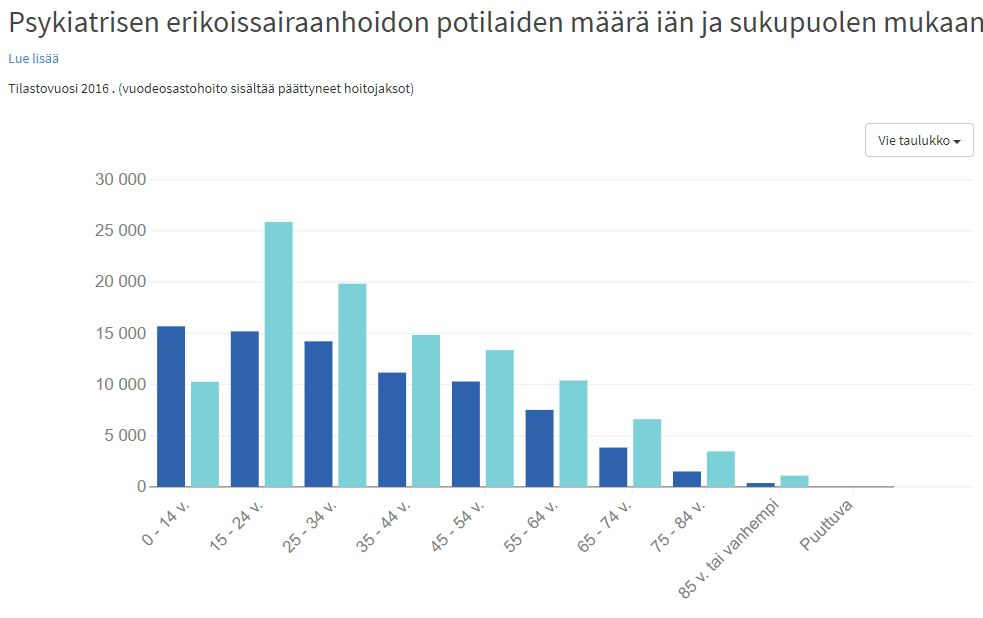 Psykiatrisen erikoissairaanhoidon potilaiden määrä iän ja sukupuolen mukaan
Lue lisää
Tilastovuosi 2016 . (vuodeosastohoito sisältää päättyneet hoitojaksot)
Vie taulukko
30 000
25 000
20 000
15 000
10 000
5 000
0
0 - 14 v.
15 - 24 v.
25 - 34 v.
35 - 44 v.
45 - 54 v.
55 - 64 v.
65 - 74 v.
75 - 84 v.
85 v. tai vanhempi
Puuttuva